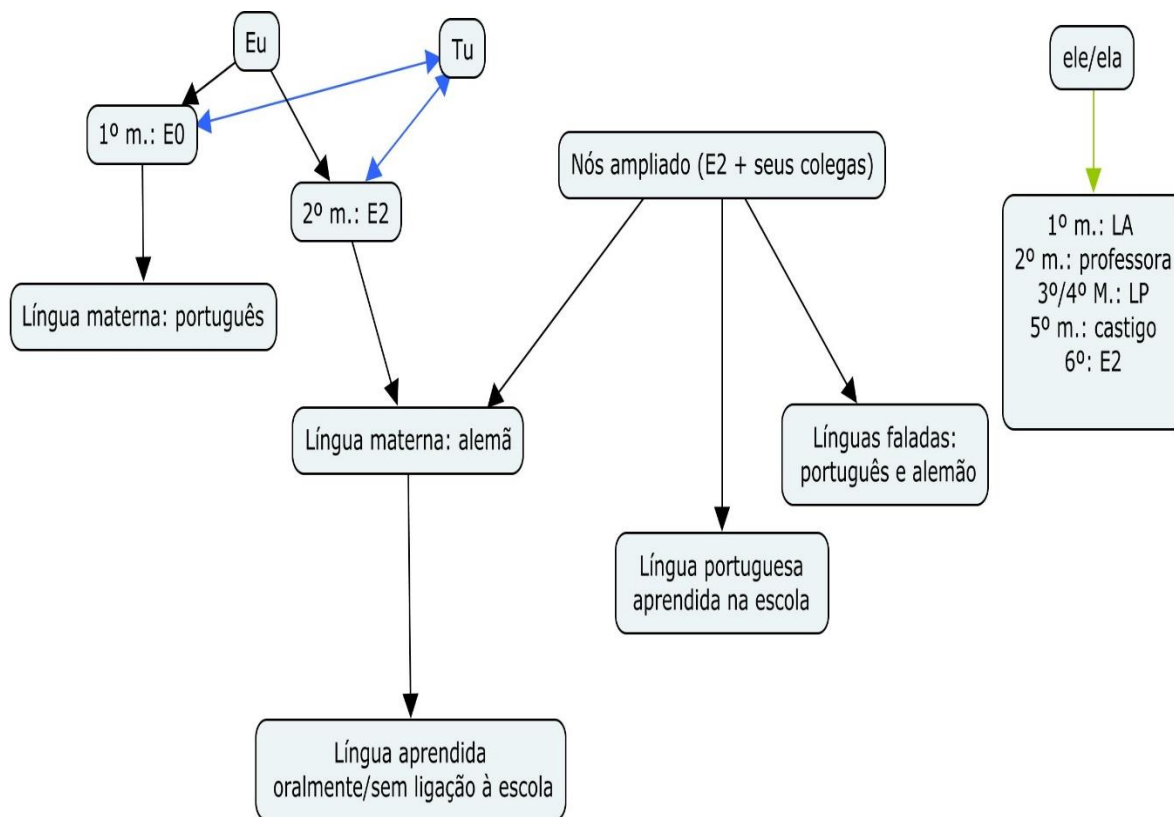 Eu
Tu
ele/ela
1º m.: E0
Nós ampliado (E2 + seus colegas)
2º m.: E2
1º m.: LA
2º m.: professora
3º/4º M.: LP
5º m.: castigo
6º: E2
Língua materna: português
Língua materna: alemã
Línguas faladas:
português e alemão
Língua portuguesa
aprendida na escola
Língua aprendida
oralmente/sem ligação à escola